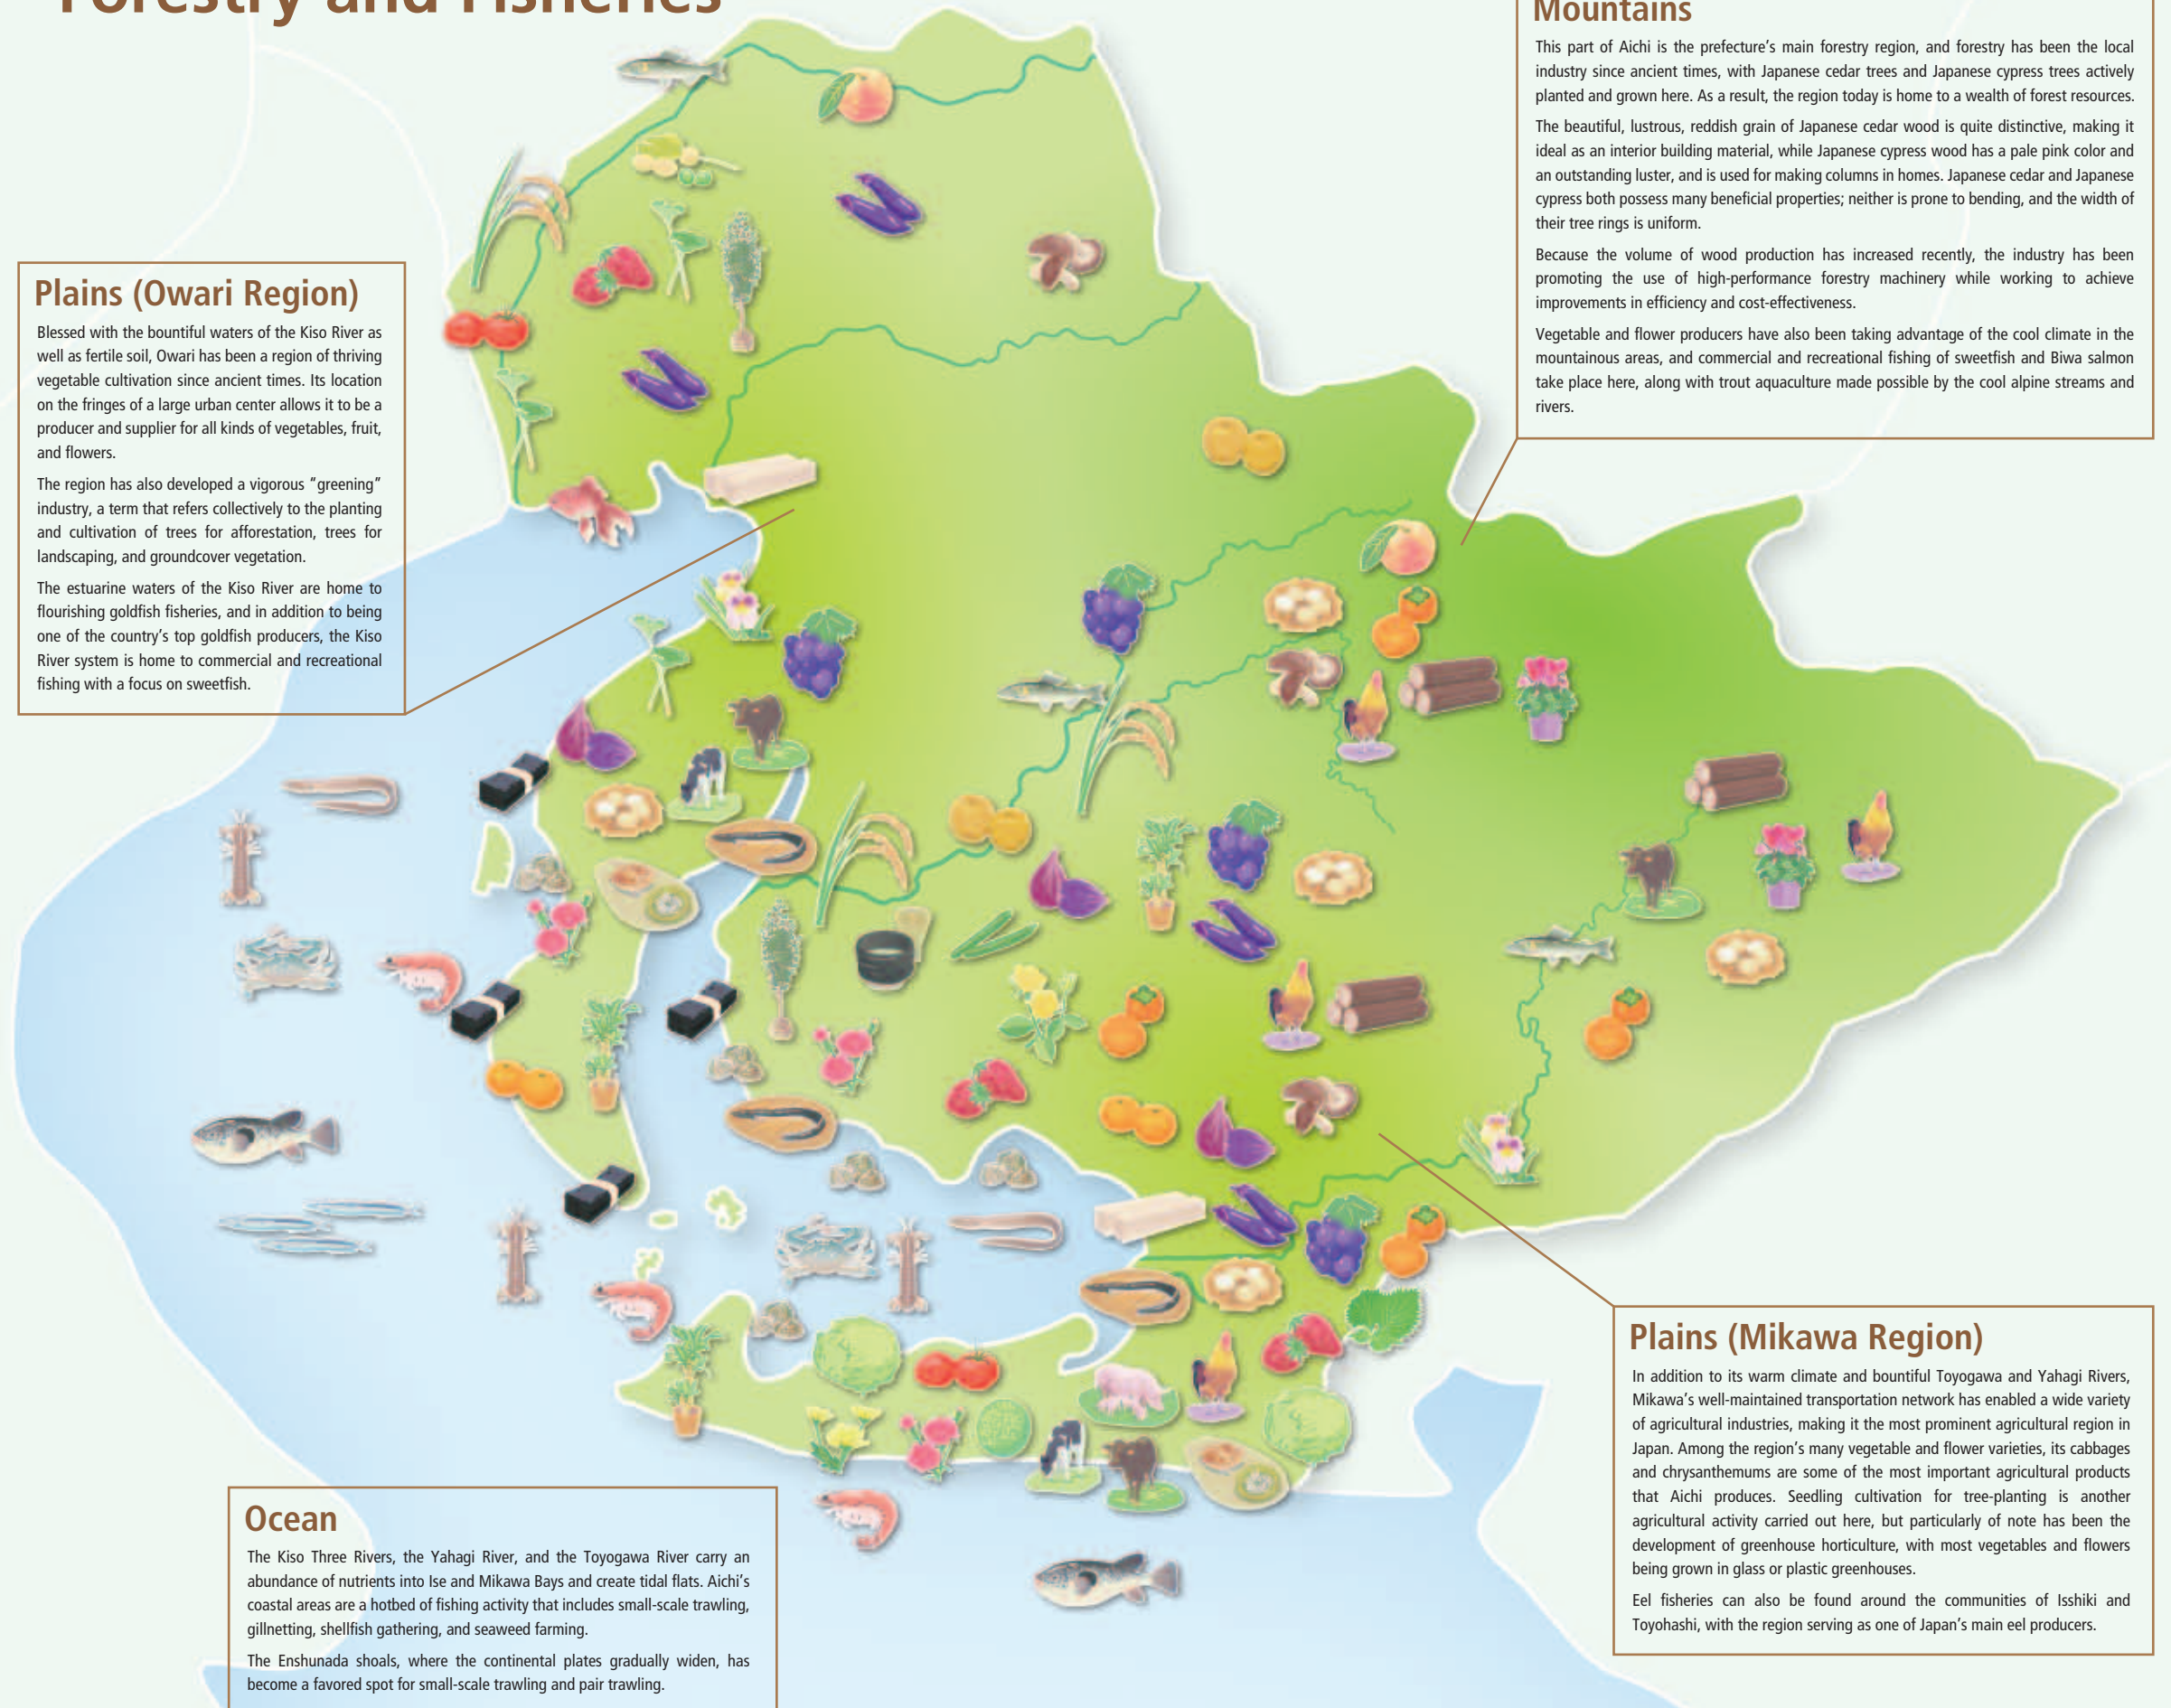 Forestry and Fisheries
Mountains
This part of Aichi is the prefecture's main forestry region, and forestry has been the local
industry since ancient times, with Japanese cedar trees and Japanese cypress trees actively
planted and grown here. As a result, the region today is home to a wealth of forest resources.
The beautiful, lustrous, reddish grain of Japanese cedar wood is quite distinctive, making it
ideal as an interior building material, while Japanese cypress wood has a pale pink color and
an outstanding luster, and is used for making columns in homes. Japanese cedar and Japanese
cypress both possess many beneficial properties; neither is prone to bending, and the width of
their tree rings is uniform.
Because the volume of wood production has increased recently, the industry has been
promoting the use of high-performance forestry machinery while working to achieve
improvements in efficiency and cost-effectiveness.
Vegetable and flower producers have also been taking advantage of the cool climate in the
mountainous areas, and commercial and recreational fishing of sweetfish and Biwa salmon
take place here, along with trout aquaculture made possible by the cool alpine streams and
rivers.
Plains (Owari Region)
Blessed with the bountiful waters of the Kiso River as
well as fertile soil, Owari has been a region of thriving
vegetable cultivation since ancient times. Its location
on the fringes of a large urban center allows it to be a
producer and supplier for all kinds of vegetables, fruit,
and flowers.
The region has also developed a vigorous "greening"
industry, a term that refers collectively to the planting
and cultivation of trees for afforestation, trees for
landscaping, and groundcover vegetation.
The estuarine waters of the Kiso River are home to
flourishing goldfish fisheries, and in addition to being
one of the country's top goldfish producers, the Kiso
River system is home to commercial and recreational
fishing with a focus on sweetfish.
Plains (Mikawa Region)
In addition to its warm climate and bountiful Toyogawa and Yahagi Rivers,
Mikawa's well-maintained transportation network has enabled a wide variety
of agricultural industries, making it the most prominent agricultural region in
Japan. Among the region's many vegetable and flower varieties, its cabbages
and chrysanthemums are some of the most important agricultural products
that Aichi produces. Seedling cultivation for tree-planting is another
agricultural activity carried out here, but particularly of note has been the
development of greenhouse horticulture, with most vegetables and flowers
being grown in glass or plastic greenhouses.
Eel fisheries can also be found around the communities of Isshiki and
Toyohashi, with the region serving as one of Japan's main eel producers.
Ocean
The Kiso Three Rivers, the Yahagi River, and the Toyogawa River carry an
abundance of nutrients into Ise and Mikawa Bays and create tidal flats. Aichi's
coastal areas are a hotbed of fishing activity that includes small-scale trawling,
gillnetting, shellfish gathering, and seaweed farming.
The Enshunada shoals, where the continental plates gradually widen, has
become a favored spot for small-scale trawling and pair trawling.